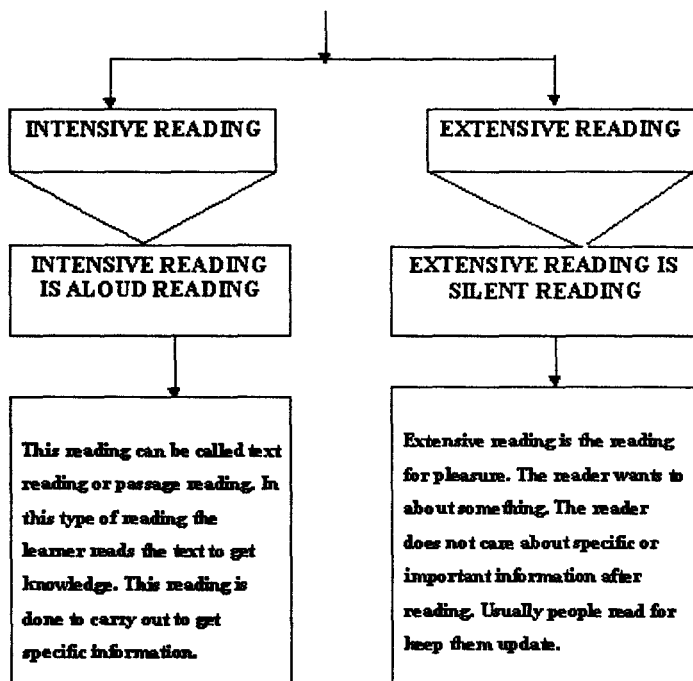 INTENSIVE READING
INTENSIVE READING
IS ALOUD READING
This reading can be called text
reading or passage reading. In
this type of reading the
learner reads the text to get
knowledge. This reading is
done to carry out to get
specific information.
EXTENSIVE READING
EXTENSIVE READING IS
SILENT READING
Extensive reading is the reading
for pleasure. The reader wants to
about something. The reader
does not care about specific or
important information after
reading. Usually people read for
keep them update.